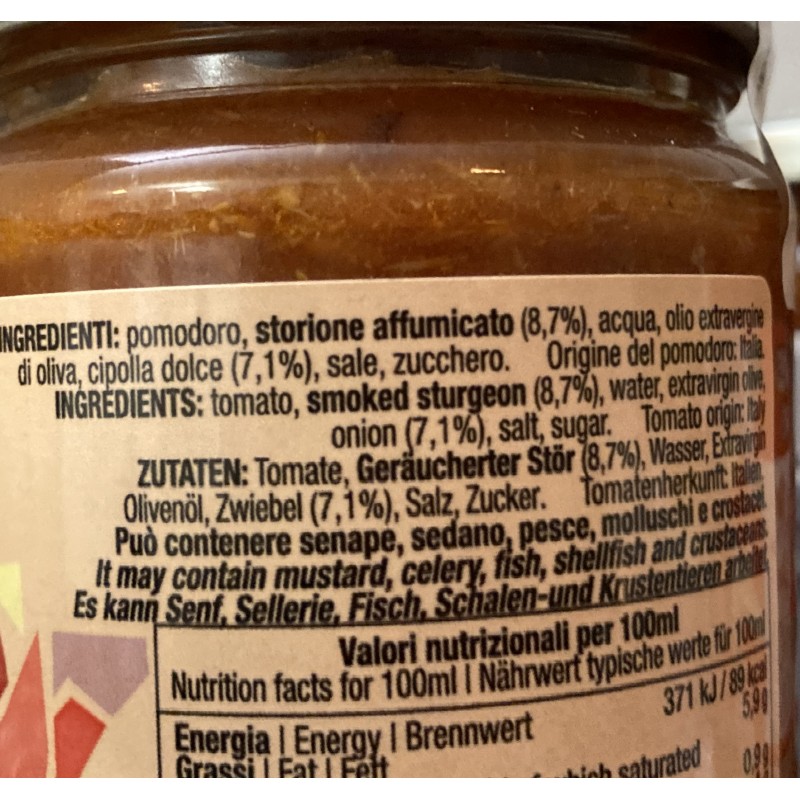 INGREDIENTI: pomodoro, storione affumicato (8,7%), acqua, olio extravergine
di oliva, cipolla dolce (7,1%), sale, zucchero. Origine del pomodoro: Italia.
INGREDIENTS: tomato, smoked sturgeon (8,7%), water, extravirgin olive,
onion (7,1%), salt, sugar. Tomato origin: Italy
ZUTATEN: Tomate, Geräucherter Stör (8,7%), Wasser, Extravirgin
Olivenöl, Zwiebel (7,1%), Salz, Zucker. Tomatenherkunft: Italien.
Può contenere senape, sedano, pesce, molluschi e crostacei.
It may contain mustard, celery, fish, shellfish and crustaceans.
Es kann Senf, Sellerie, Fisch, Schalen-und Krustentieren
Valori nutrizionali per 100ml
Nutrition facts for 100ml | Nährwert typische werte für 100ml
371 kJ / 89 kcal
Energia | Energy | Brennwert
5,9 g
Grassi | Fat | Fett
which saturated
0,9 g